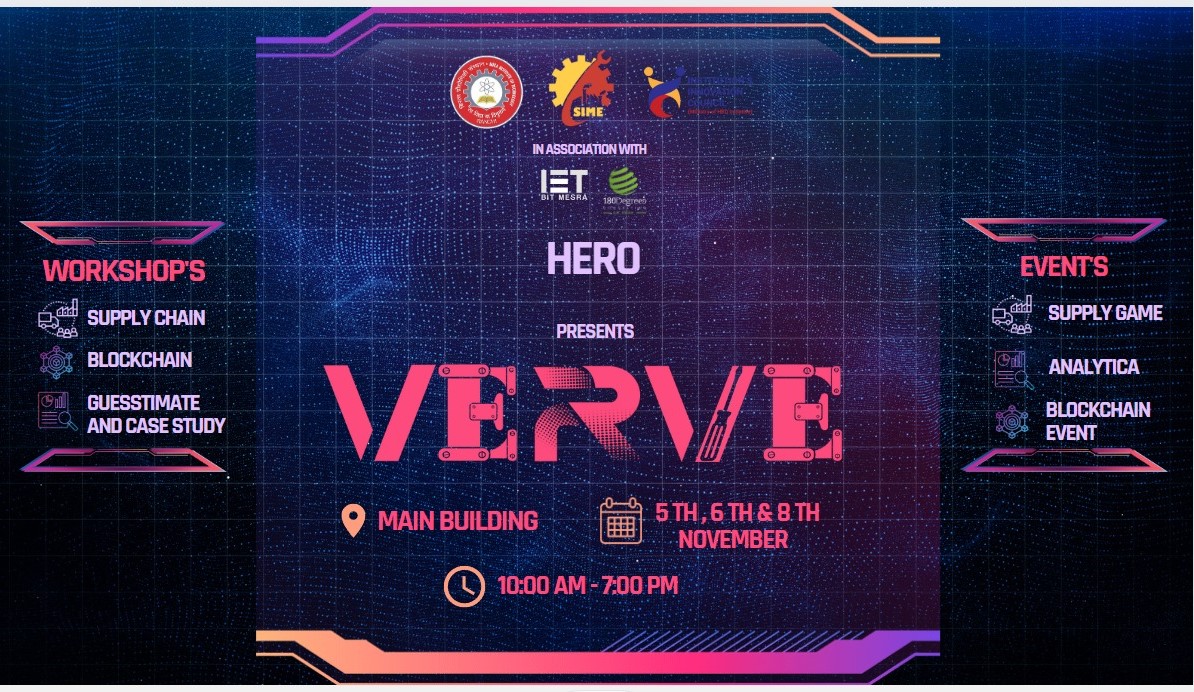 SIME
IN ASSOCIATION WITH
IET
BIT MESRA
180Degrees
HERO
PRESENTS
VERVE
MAIN BUILDING
5 TH , 6 TH & 8 TH
NOVEMBER
10:00 AM - 7:00 PM
WORKSHOP'S
SUPPLY CHAIN
BLOCKCHAIN
GUESSTIMATE
AND CASE STUDY
EVENT'S
SUPPLY GAME
ANALYTICA
BLOCKCHAIN
EVENT